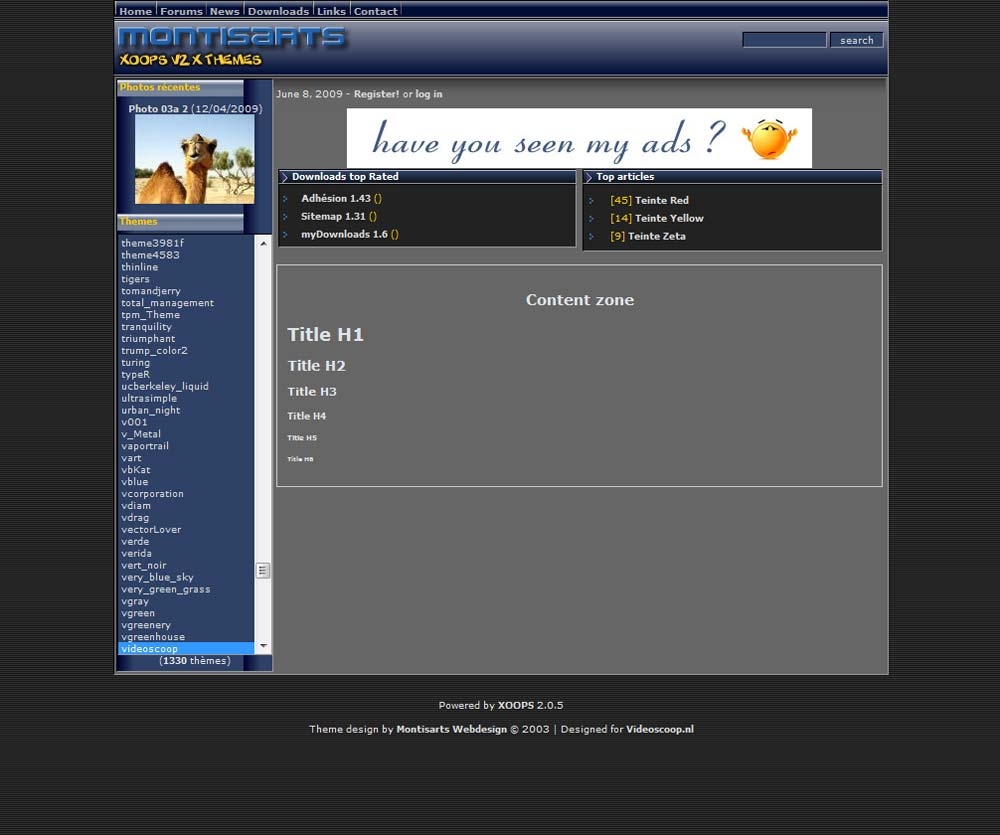 Home Forums News Downloads Links Contact
MONTISARTS
XOOPS V2 X THEMES
search
Photos récentes
Photo 03a 2 (12/04/2009)
Themes
theme3981f
theme4583
thinline
tigers
tomandjerry
total_management
tpm_Theme
tranquility
triumphant
trump_color2
turing
typeR
ucberkeley_liquid
ultrasimple
urban_night
v001
v_Metal
vaportrail
vart
vbKat
vblue
vcorporation
vdiam
vdrag
vectorLover
verde
verida
vert_noir
very_blue_sky
very_green_grass
vgray
vgreen
vgreenery
vgreenhouse
videoscoop
(1330 thèmes)
June 8, 2009 - Register! or log in
have you seen my ads ?
Downloads top Rated
Adhésion 1.43 ()
Sitemap 1.31 ()
myDownloads 1.6 ()
Top articles
[45] Teinte Red
[14] Teinte Yellow
[9] Teinte Zeta
Content zone
Title H1
Title H2
Title H3
Title H4
Title H5
Title H6
Powered by XOOPS 2.0.5
Theme design by Montisarts Webdesign © 2003 | Designed for Videoscoop.nl